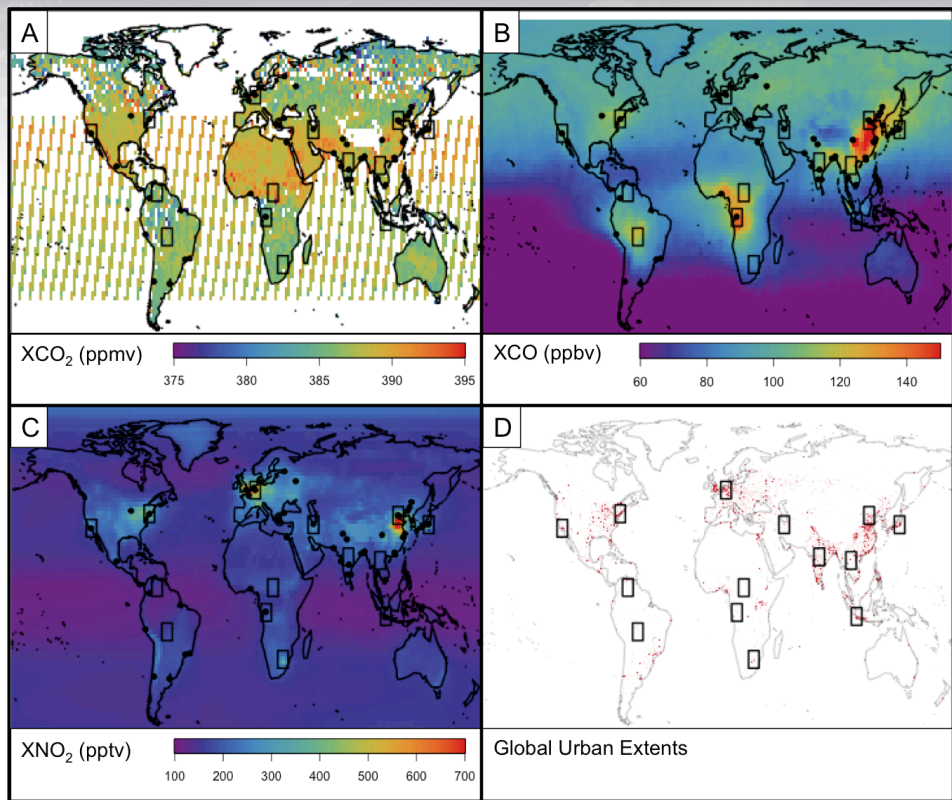 A
B
XCO₂ (ppmv)
375 380 385 390 395
XCO (ppbv)
60 80 100 120 140
C
D
XNO₂ (pptv)
100 200 300 400 500 600 700
Global Urban Extents